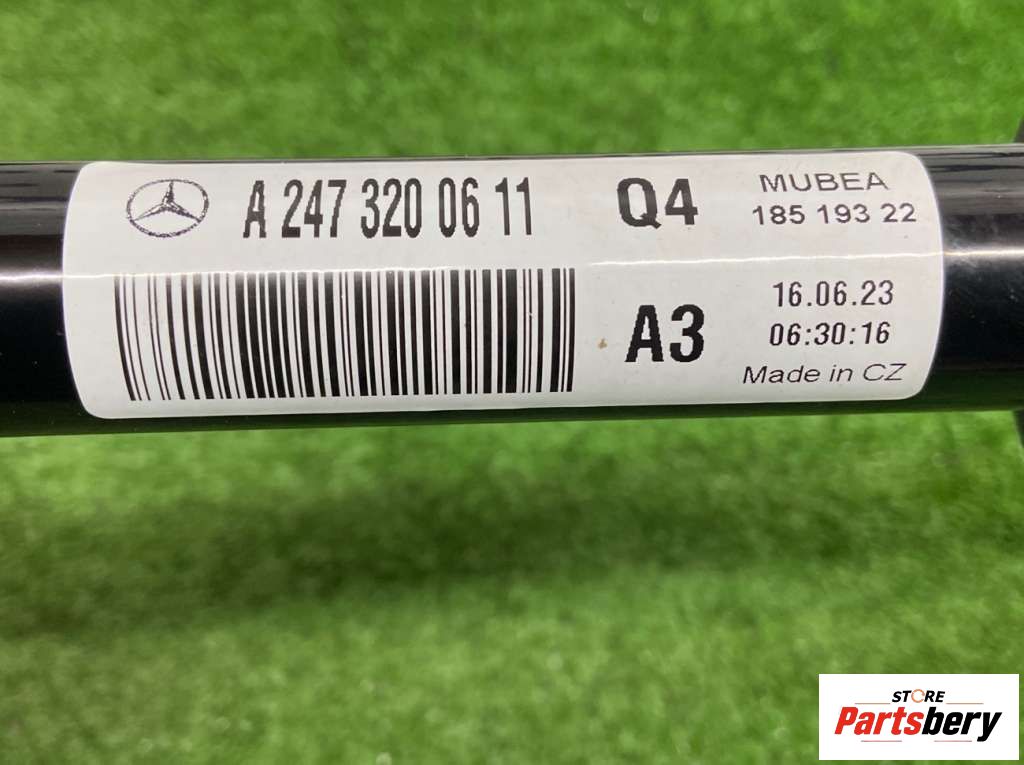 A 247 320 06 11 Q4 MUBEA
185 193 22
A3 16.06.23
06:30:16
Made in CZ
STORE
Partsbery